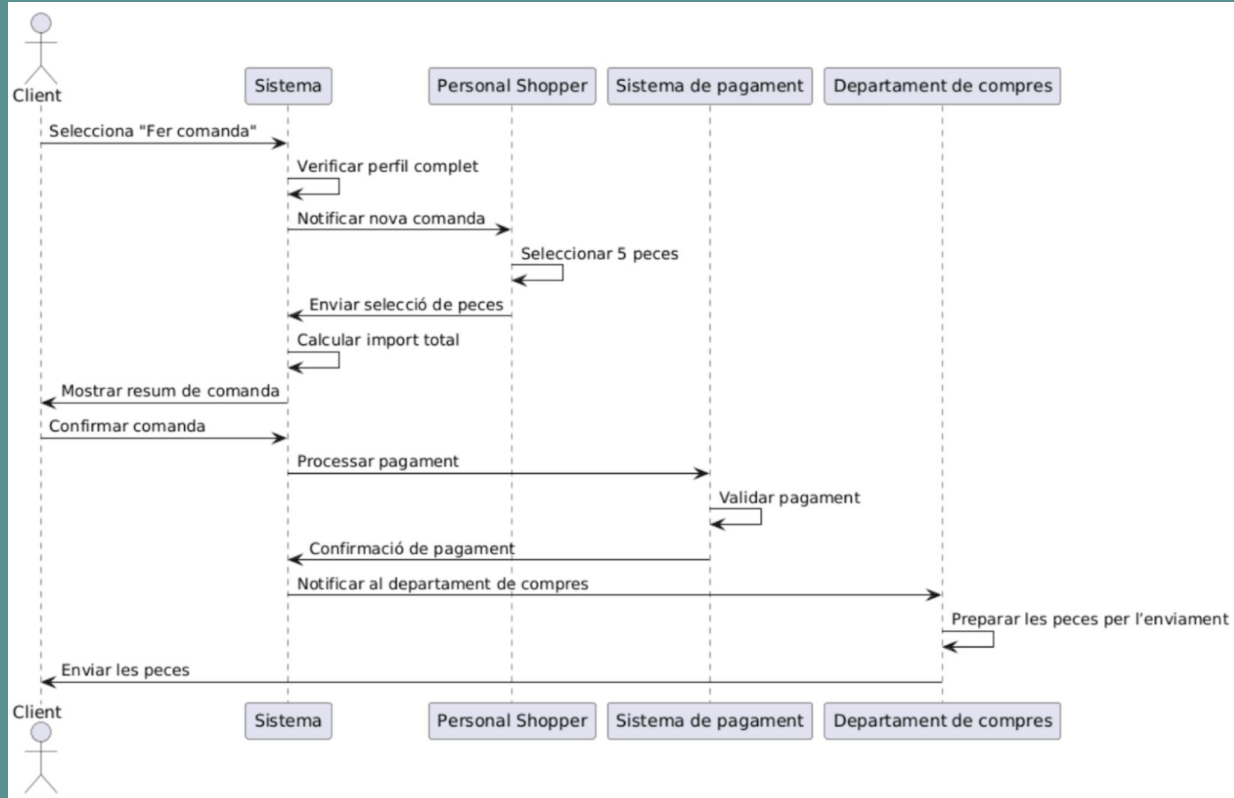 Client
Sistema
Personal Shopper
Sistema de pagament
Departament de compres
Selecciona "Fer comanda"
Verificar perfil complet
Notificar nova comanda
Seleccionar 5 peces
Enviar selecció de peces
Calcular import total
Mostrar resum de comanda
Confirmar comanda
Processar pagament
Validar pagament
Confirmació de pagament
Notificar al departament de compres
Preparar les peces per l’enviament
Enviar les peces
Client
Sistema
Personal Shopper
Sistema de pagament
Departament de compres